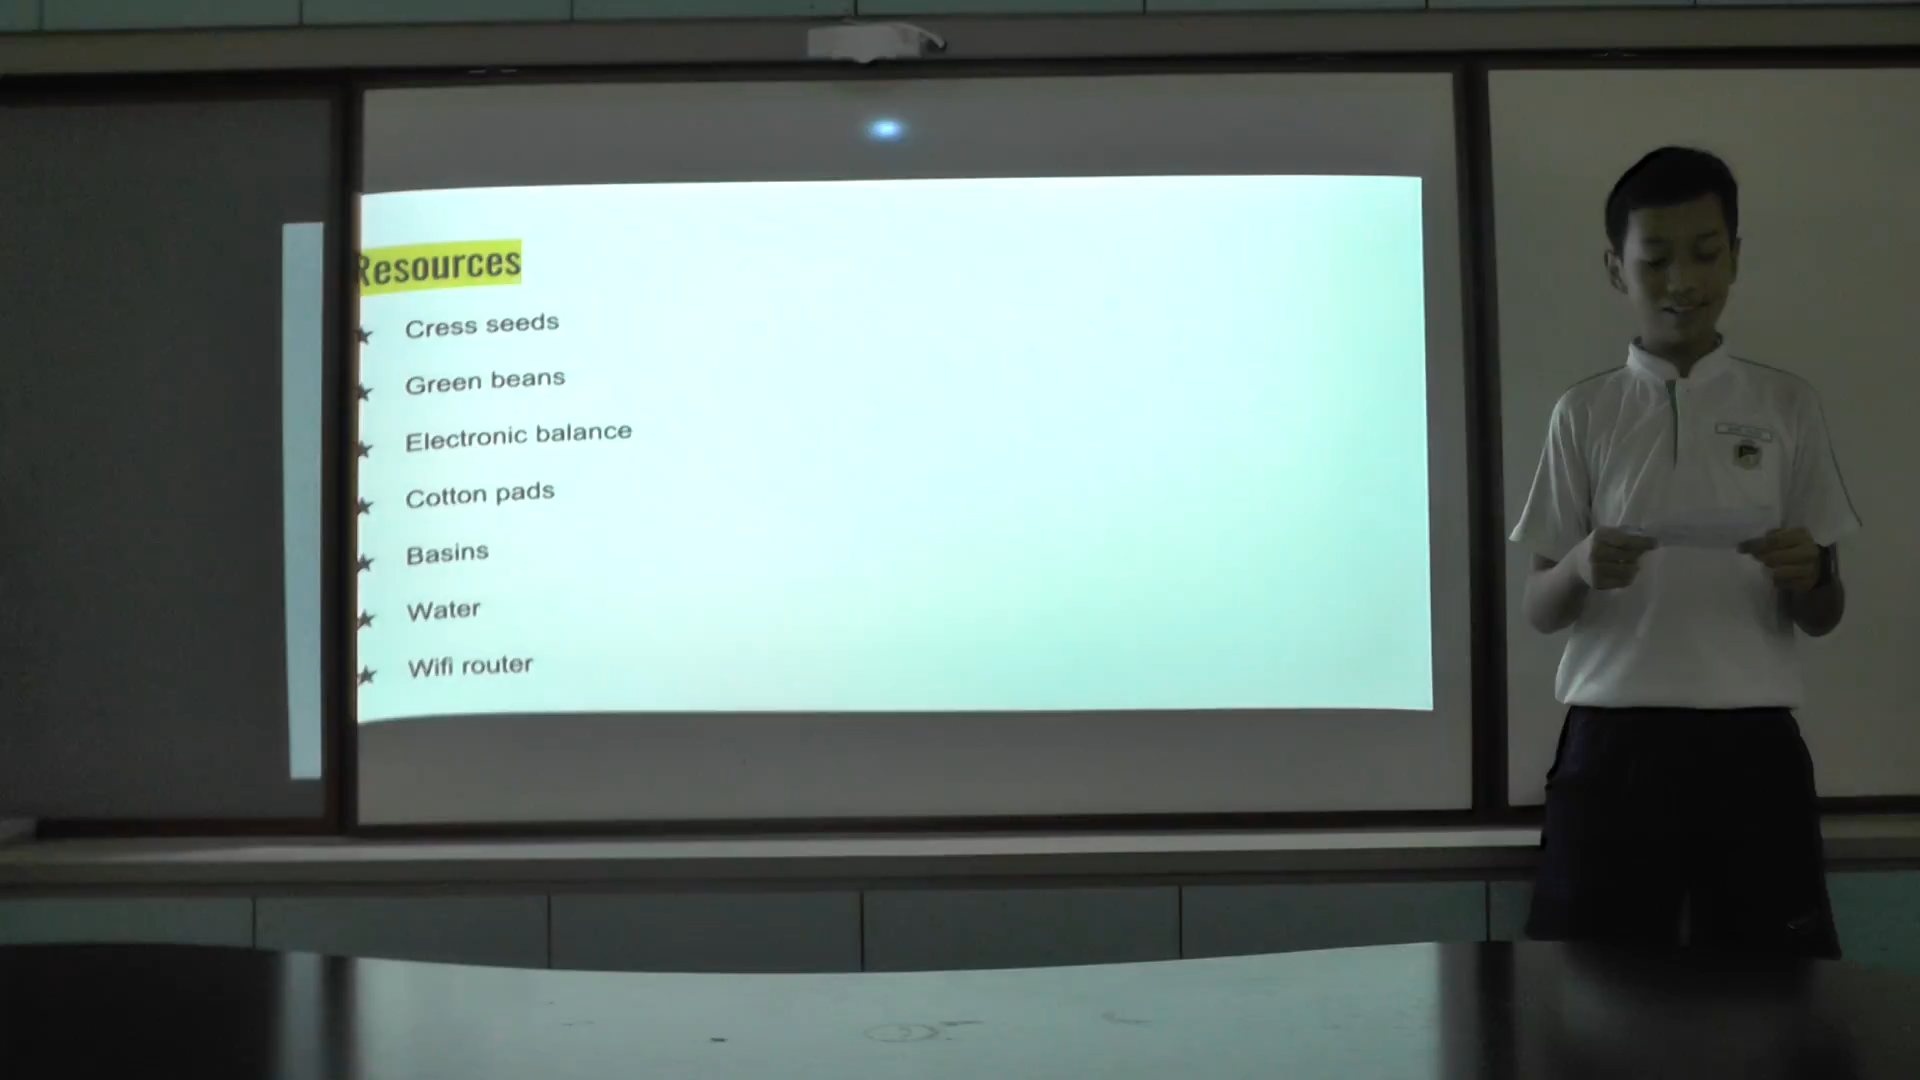 Resources
★ Cress seeds
★ Green beans
★ Electronic balance
★ Cotton pads
★ Basins
★ Water
★ Wifi router